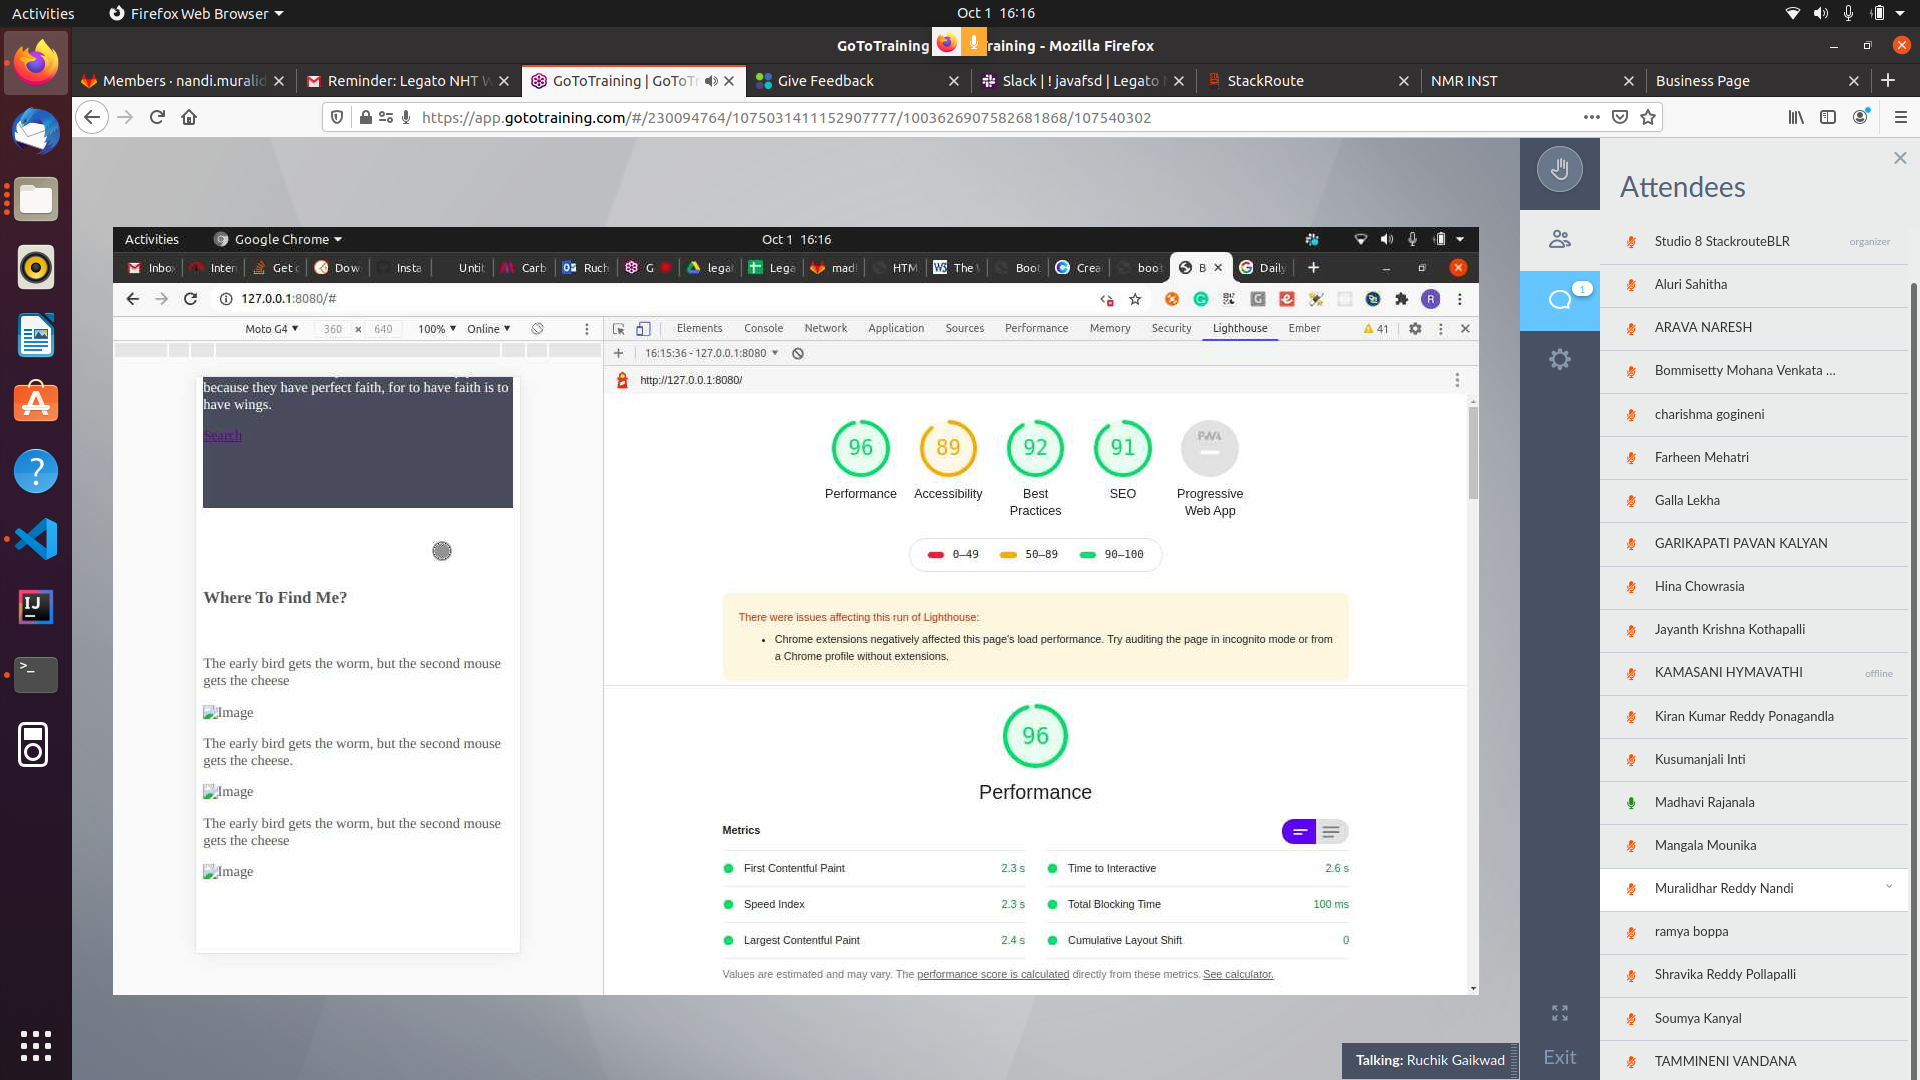 Activities
Firefox Web Browser
Oct 1 16:16
GoToTraining
raining - Mozilla Firefox
Members · nandi.muralid
Reminder: Legato NHT W
GoToTraining | GoToTr
Give Feedback
Slack | ! javafsd | Legato
StackRoute
NMR INST
Business Page
https://app.gototraining.com/#/230094764/1075031411152907777/1003626907582681868/107540302
Activities
Google Chrome
Oct 1 16:16
Inbo
Inter
Get c
Dow
Insta
Unti
Carb
Ruch
G
legat
Lega
madl
HTM
The
Boot
Crea
boo
B
Daily
127.0.0.1:8080/#
R
Moto G4
360
×
640
100%
Online
Elements
Console
Network
Application
Sources
Performance
Memory
Security
Lighthouse
Ember
41
16:15:36 - 127.0.0.1:8080
http://127.0.0.1:8080/
because they have perfect faith, for to have faith is to
have wings.
Search
Where To Find Me?
The early bird gets the worm, but the second mouse
gets the cheese
Image
The early bird gets the worm, but the second mouse
gets the cheese.
Image
The early bird gets the worm, but the second mouse
gets the cheese
Image
96
89
92
91
PWA
Performance
Accessibility
Best
Practices
SEO
Progressive
Web App
0–49
50–89
90–100
There were issues affecting this run of Lighthouse:
Chrome extensions negatively affected this page's load performance. Try auditing the page in incognito mode or from
a Chrome profile without extensions.
96
Performance
Metrics
First Contentful Paint 2.3 s
Time to Interactive 2.6 s
Speed Index 2.3 s
Total Blocking Time 100 ms
Largest Contentful Paint 2.4 s
Cumulative Layout Shift 0
Values are estimated and may vary. The performance score is calculated directly from these metrics. See calculator.
Talking: Ruchik Gaikwad
1
Exit
Attendees
Studio 8 StackrouteBLR organizer
Aluri Sahitha
ARAVA NARESH
Bommisetty Mohana Venkata ...
charishma gogineni
Farheen Mehatri
Galla Lekha
GARIKAPATI PAVAN KALYAN
Hina Chowrasia
Jayanth Krishna Kothapalli
KAMASANI HYMAVATHI offline
Kiran Kumar Reddy Ponagandla
Kusumanjali Inti
Madhavi Rajanala
Mangala Mounika
Muralidhar Reddy Nandi
ramya boppa
Shravika Reddy Pollapalli
Soumya Kanyal
TAMMINENI VANDANA